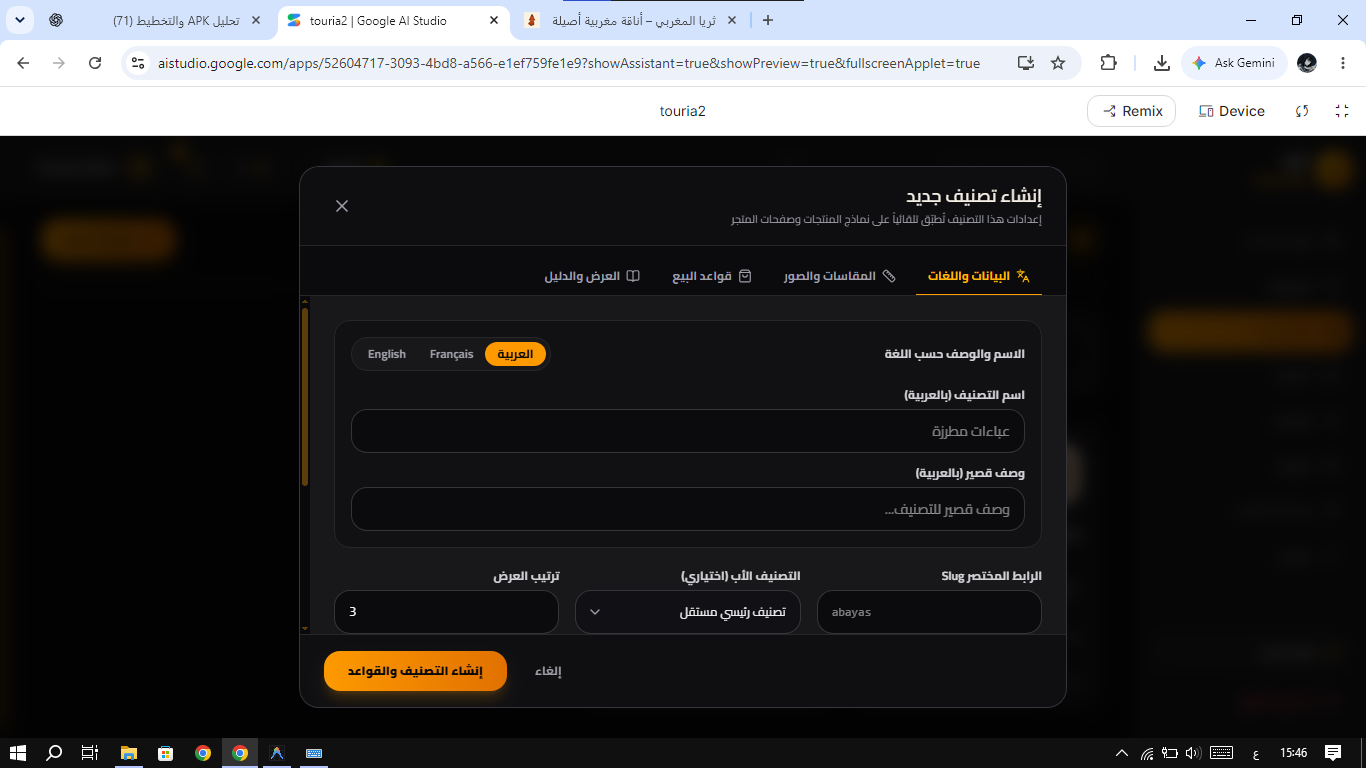 تحليل APK والتخطيط (71)
touria2 | Google AI Studio
ثريا المغربي – أناقة مغربية أصيلة
aistudio.google.com/apps/52604717-3093-4bd8-a566-e1ef759fe1e9?showAssistant=true&showPreview=true&fullscreenApplet=true
Ask Gemini
touria2
Remix
Device
إنشاء تصنيف جديد
إعدادات هذا التصنيف تُطبّق تلقائياً على نماذج المنتجات وصفحات المتجر
البيانات واللغات
المقاسات والصور
قواعد البيع
العرض والدليل
الاسم والوصف حسب اللغة
العربية
Français
English
اسم التصنيف (بالعربية)
عباءات مطرزة
وصف قصير (بالعربية)
وصف قصير للتصنيف...
الرابط المختصر Slug
التصنيف الأب (اختياري)
ترتيب العرض
abayas
تصنيف رئيسي مستقل
3
إلغاء
إنشاء التصنيف والقواعد
ع
15:46